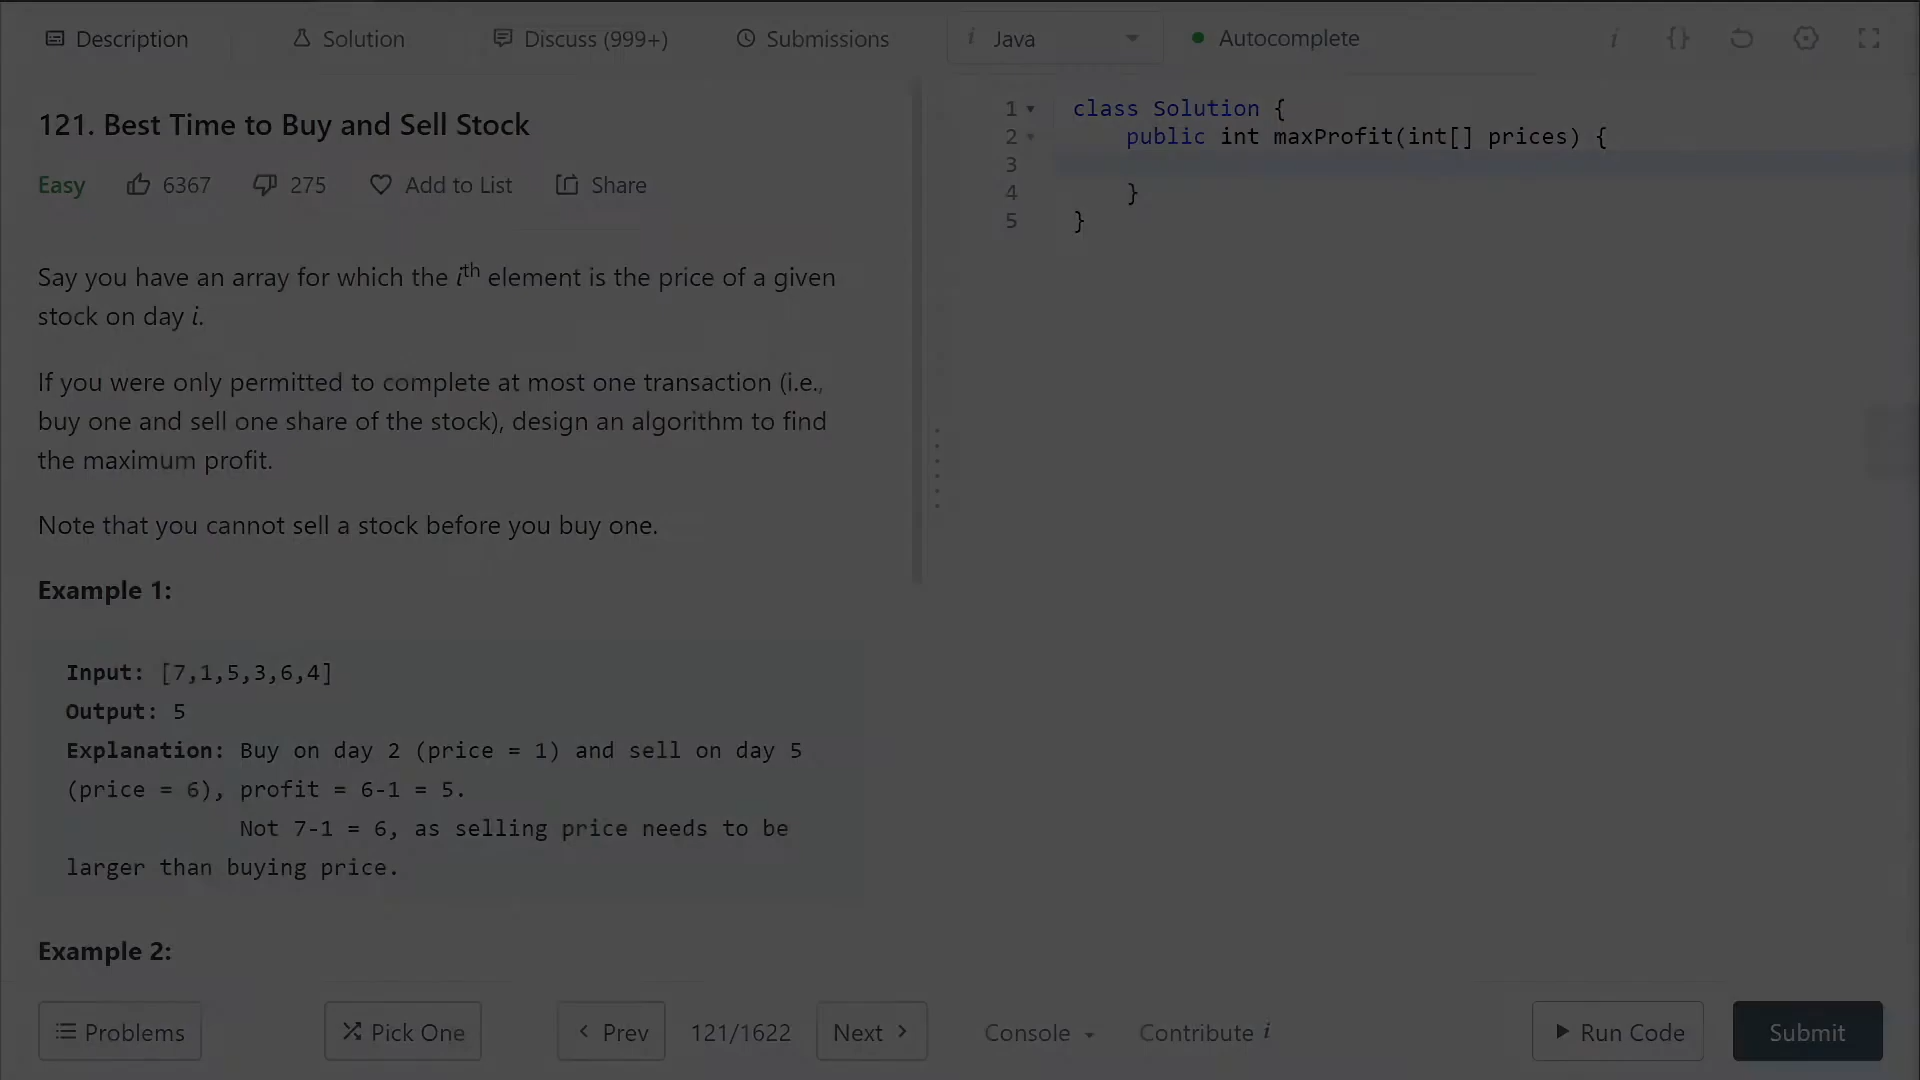 Description Solution Discuss (999+) Submissions i Java Autocomplete i {}
121. Best Time to Buy and Sell Stock
Easy 6367 275 Add to List Share
Say you have an array for which the ith element is the price of a given
stock on day i.
If you were only permitted to complete at most one transaction (i.e.,
buy one and sell one share of the stock), design an algorithm to find
the maximum profit.
Note that you cannot sell a stock before you buy one.
Example 1:
Input: [7,1,5,3,6,4]
Output: 5
Explanation: Buy on day 2 (price = 1) and sell on day 5
(price = 6), profit = 6-1 = 5.
Not 7-1 = 6, as selling price needs to be
larger than buying price.
Example 2:
1 class Solution {
2 public int maxProfit(int[] prices) {
3
4 }
5 }
Problems Pick One Prev 121/1622 Next Console Contribute i Run Code Submit